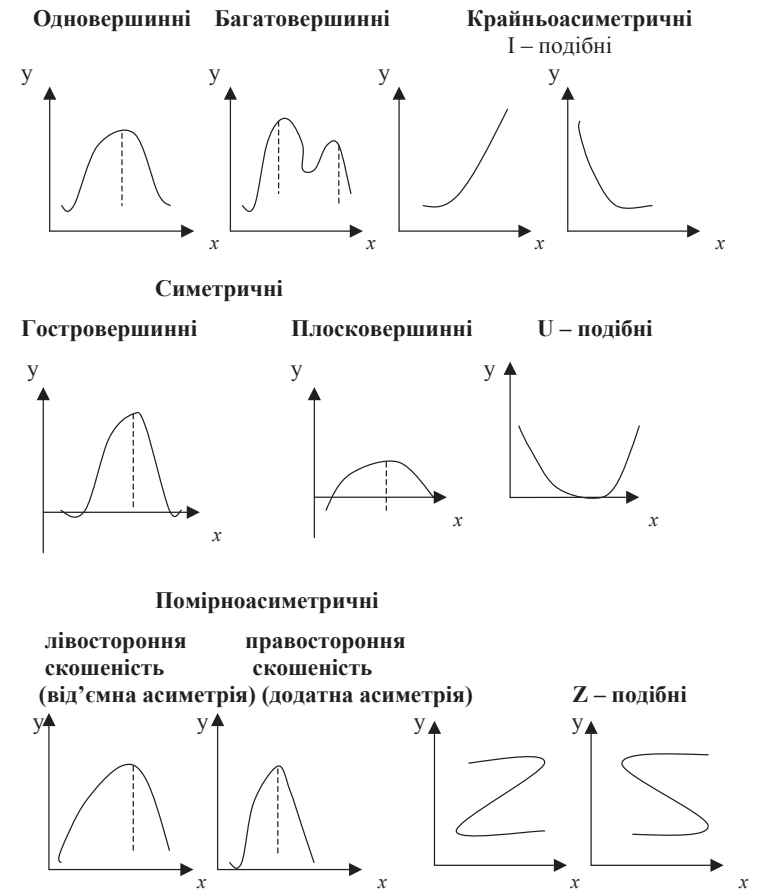 Одновершинні Багатовершинні Крайньоасиметричні
I – подібні
y y y y
x x x x
Симетричні
Гостровершинні Плосковершинні U – подібні
y y y
x x x
Помірноасиметричні
лівостороння правостороння
скошеність скошеність
(від’ємна асиметрія) (додатна асиметрія) Z – подібні
y y y y
x x x x